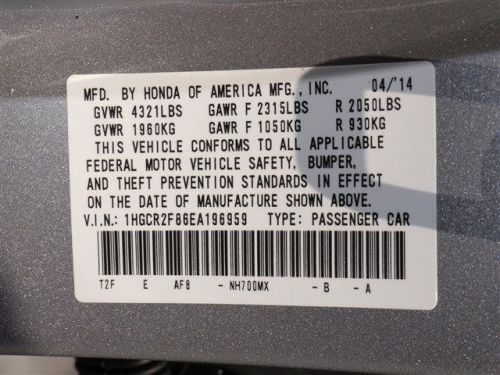 MFD. BY HONDA OF AMERICA MFG., INC. 04/'14
GVWR 4321LBS GAWR F 2315LBS R 2050LBS
GVWR 1960KG GAWR F 1050KG R 930KG
THIS VEHICLE CONFORMS TO ALL APPLICABLE
FEDERAL MOTOR VEHICLE SAFETY, BUMPER,
AND THEFT PREVENTION STANDARDS IN EFFECT
ON THE DATE OF MANUFACTURE SHOWN ABOVE.
V.I.N: 1HGCR2F86EA196959 TYPE: PASSENGER CAR
T2F E AF8 - NH700MX - B - A